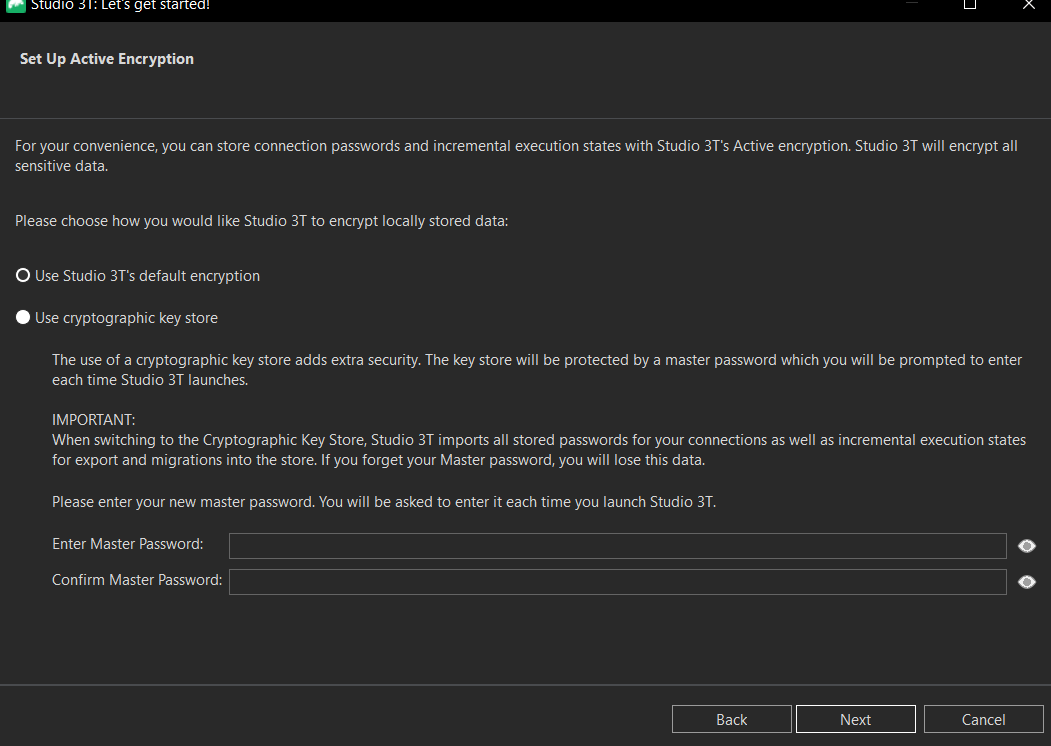 Studio 3T: Let's get started!
Set Up Active Encryption
For your convenience, you can store connection passwords and incremental execution states with Studio 3T's Active encryption. Studio 3T will encrypt all
sensitive data.
Please choose how you would like Studio 3T to encrypt locally stored data:
Use Studio 3T's default encryption
Use cryptographic key store
The use of a cryptographic key store adds extra security. The key store will be protected by a master password which you will be prompted to enter
each time Studio 3T launches.
IMPORTANT:
When switching to the Cryptographic Key Store, Studio 3T imports all stored passwords for your connections as well as incremental execution states
for export and migrations into the store. If you forget your Master password, you will lose this data.
Please enter your new master password. You will be asked to enter it each time you launch Studio 3T.
Enter Master Password:
Confirm Master Password:
Back Next Cancel